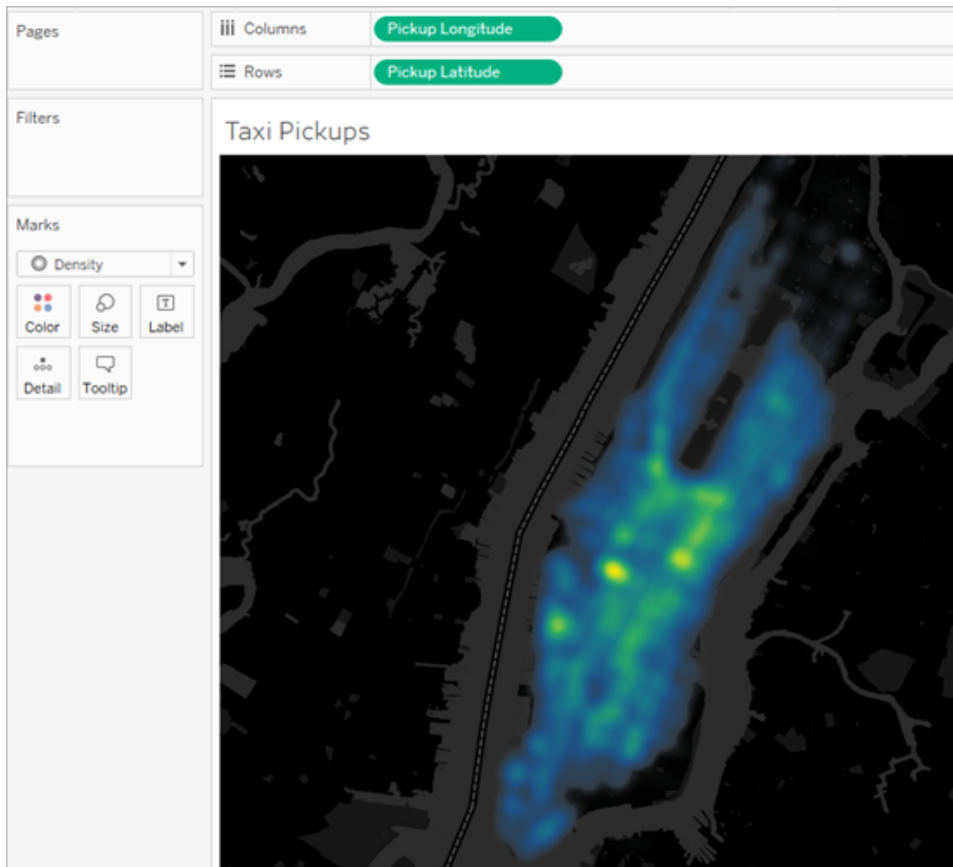 Pages
Columns
Pickup Longitude
Rows
Pickup Latitude
Filters
Taxi Pickups
Marks
Density
Color
Size
T
Label
Detail
Tooltip